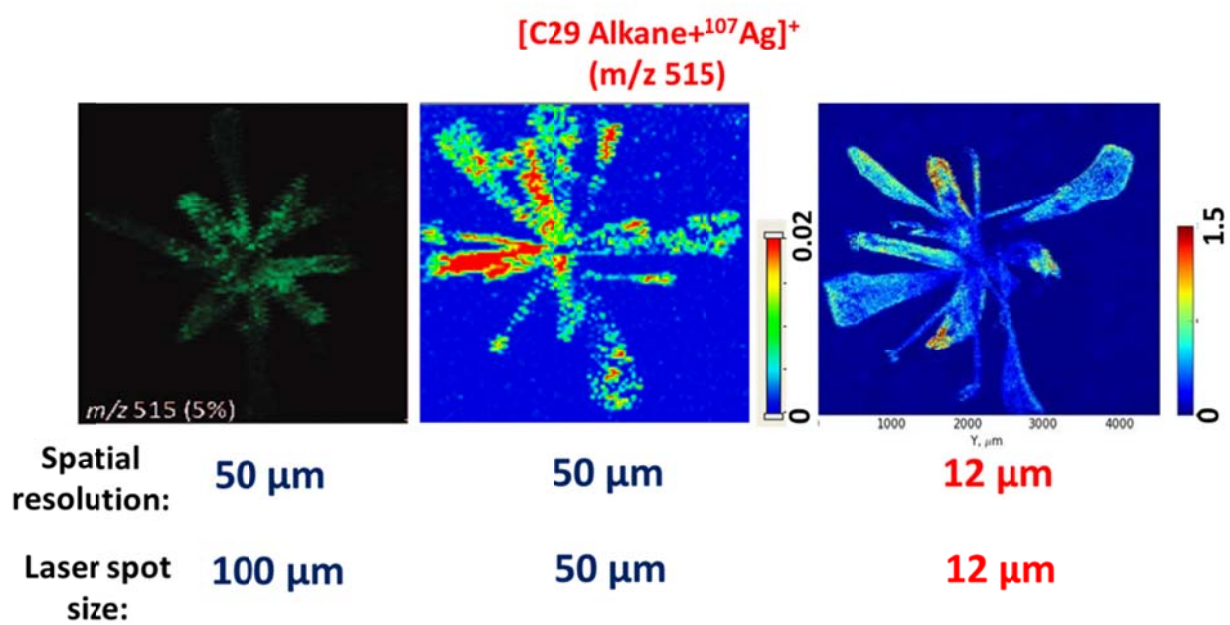 [C29 Alkane+¹⁰⁷Ag]⁺
(m/z 515)
m/z 515 (5%)
0.02
0
1.5
0
1000 2000 3000 4000
Y, μm
Spatial resolution: 50 μm 50 μm 12 μm
Laser spot size: 100 μm 50 μm 12 μm